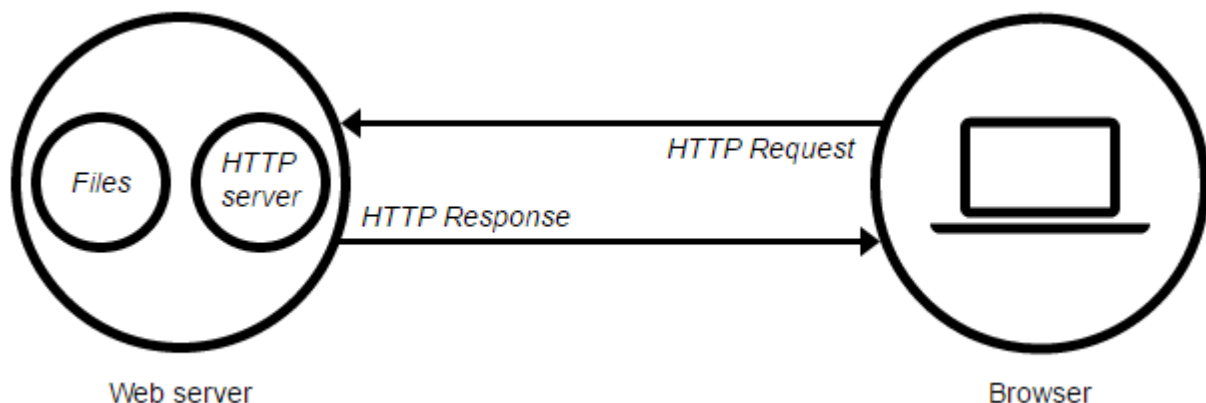 Files
HTTP
server
HTTP Request
HTTP Response
Web server
Browser